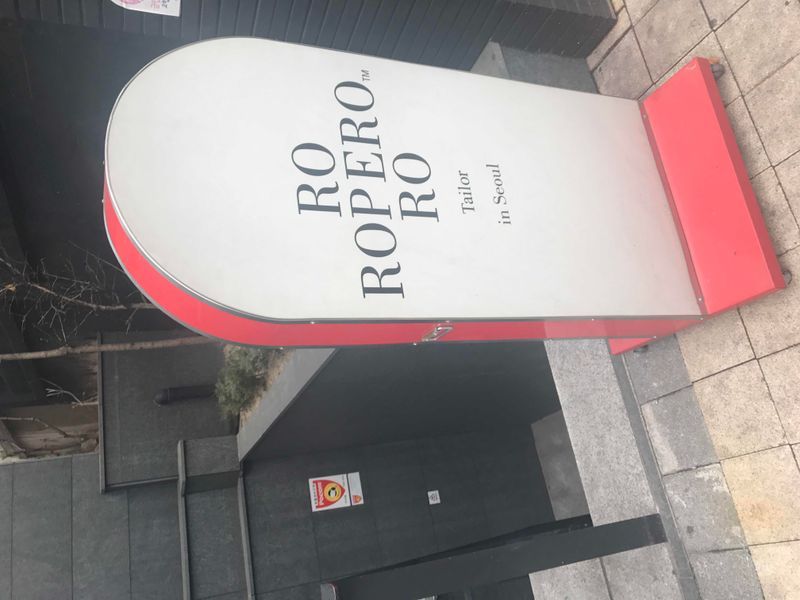 RO
ROPERO™
RO
Tailor
in Seoul